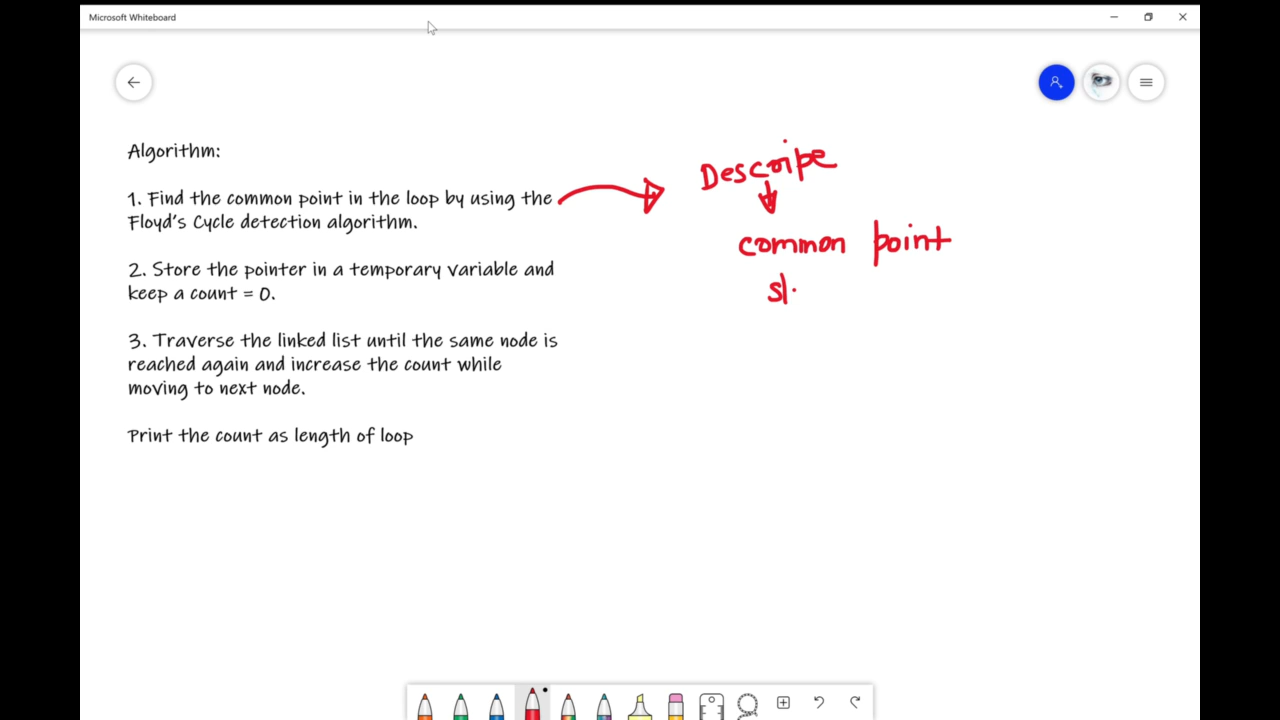 Microsoft Whiteboard
Algorithm:
1. Find the common point in the loop by using the
Floyd's Cycle detection algorithm.
2. Store the pointer in a temporary variable and
keep a count = 0.
3. Traverse the linked list until the same node is
reached again and increase the count while
moving to next node.
Print the count as length of loop
Descripe
common point
sl.